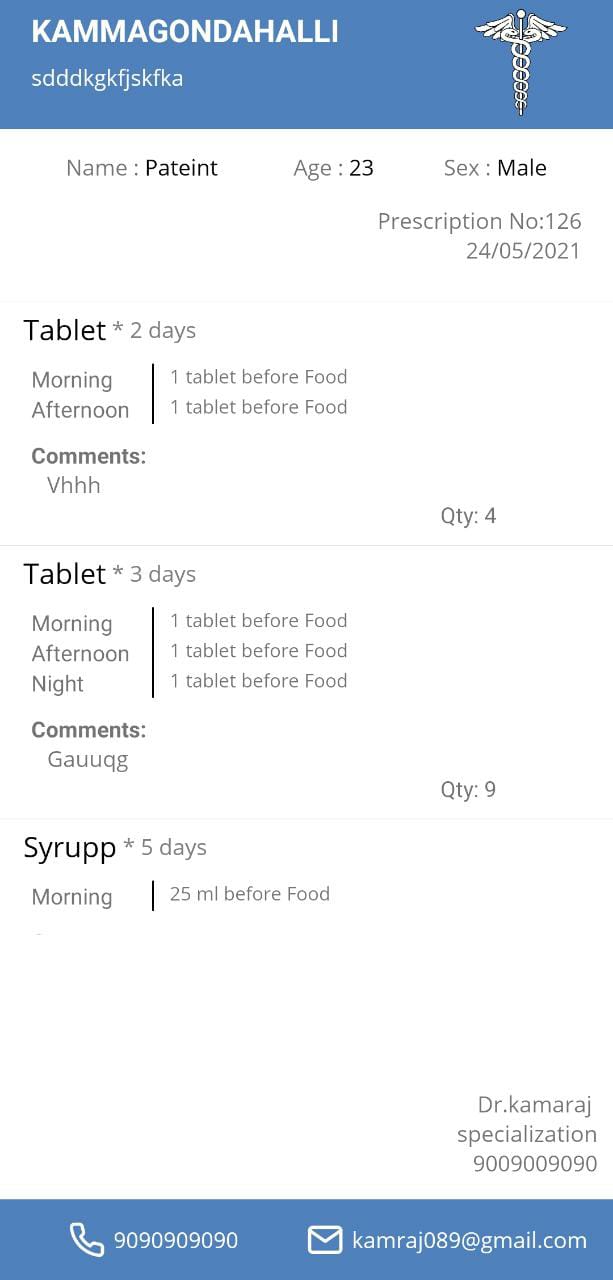 KAMMAGONDAHALLI
sdddkgkfjskfka
Name : Pateint Age : 23 Sex : Male
Prescription No:126
24/05/2021
Tablet * 2 days
Morning 1 tablet before Food
Afternoon 1 tablet before Food
Comments:
Vhhh
Qty: 4
Tablet * 3 days
Morning 1 tablet before Food
Afternoon 1 tablet before Food
Night 1 tablet before Food
Comments:
Gauuqg
Qty: 9
Syrupp * 5 days
Morning 25 ml before Food
Dr.kamaraj
specialization
9009009090
9090909090 kamraj089@gmail.com